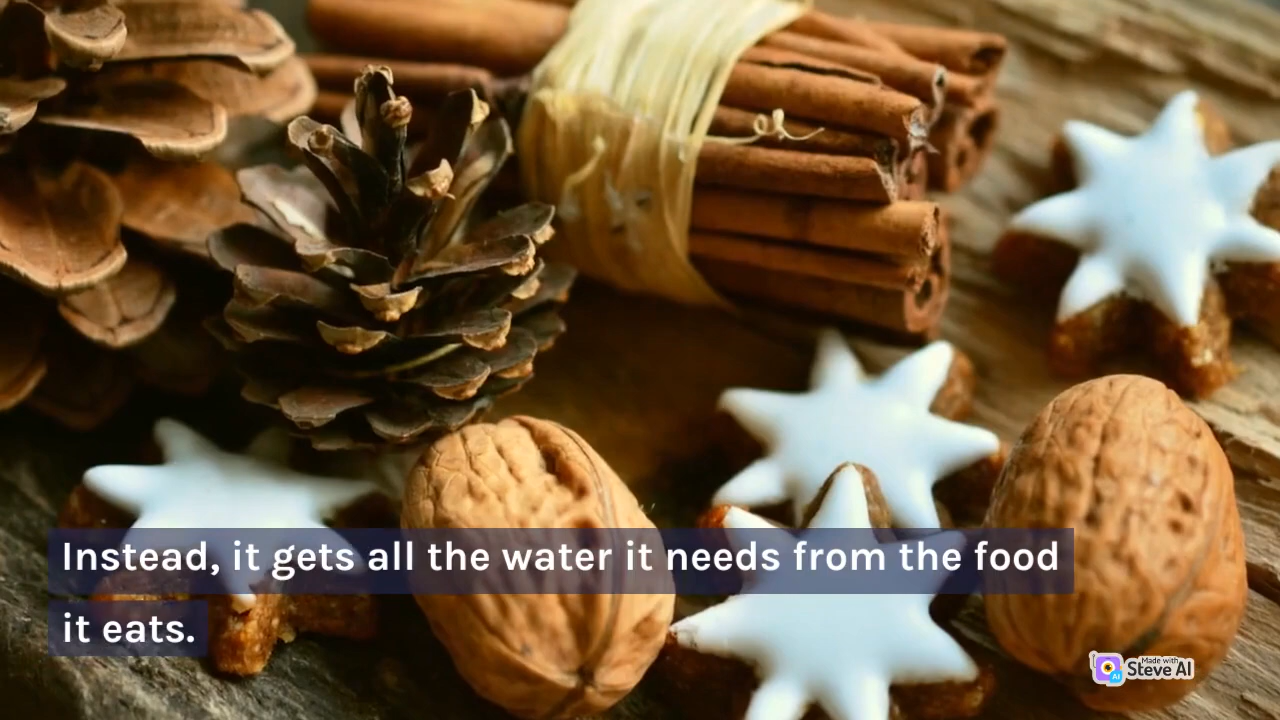 Instead, it gets all the water it needs from the food
it eats.
Made with
Steve AI